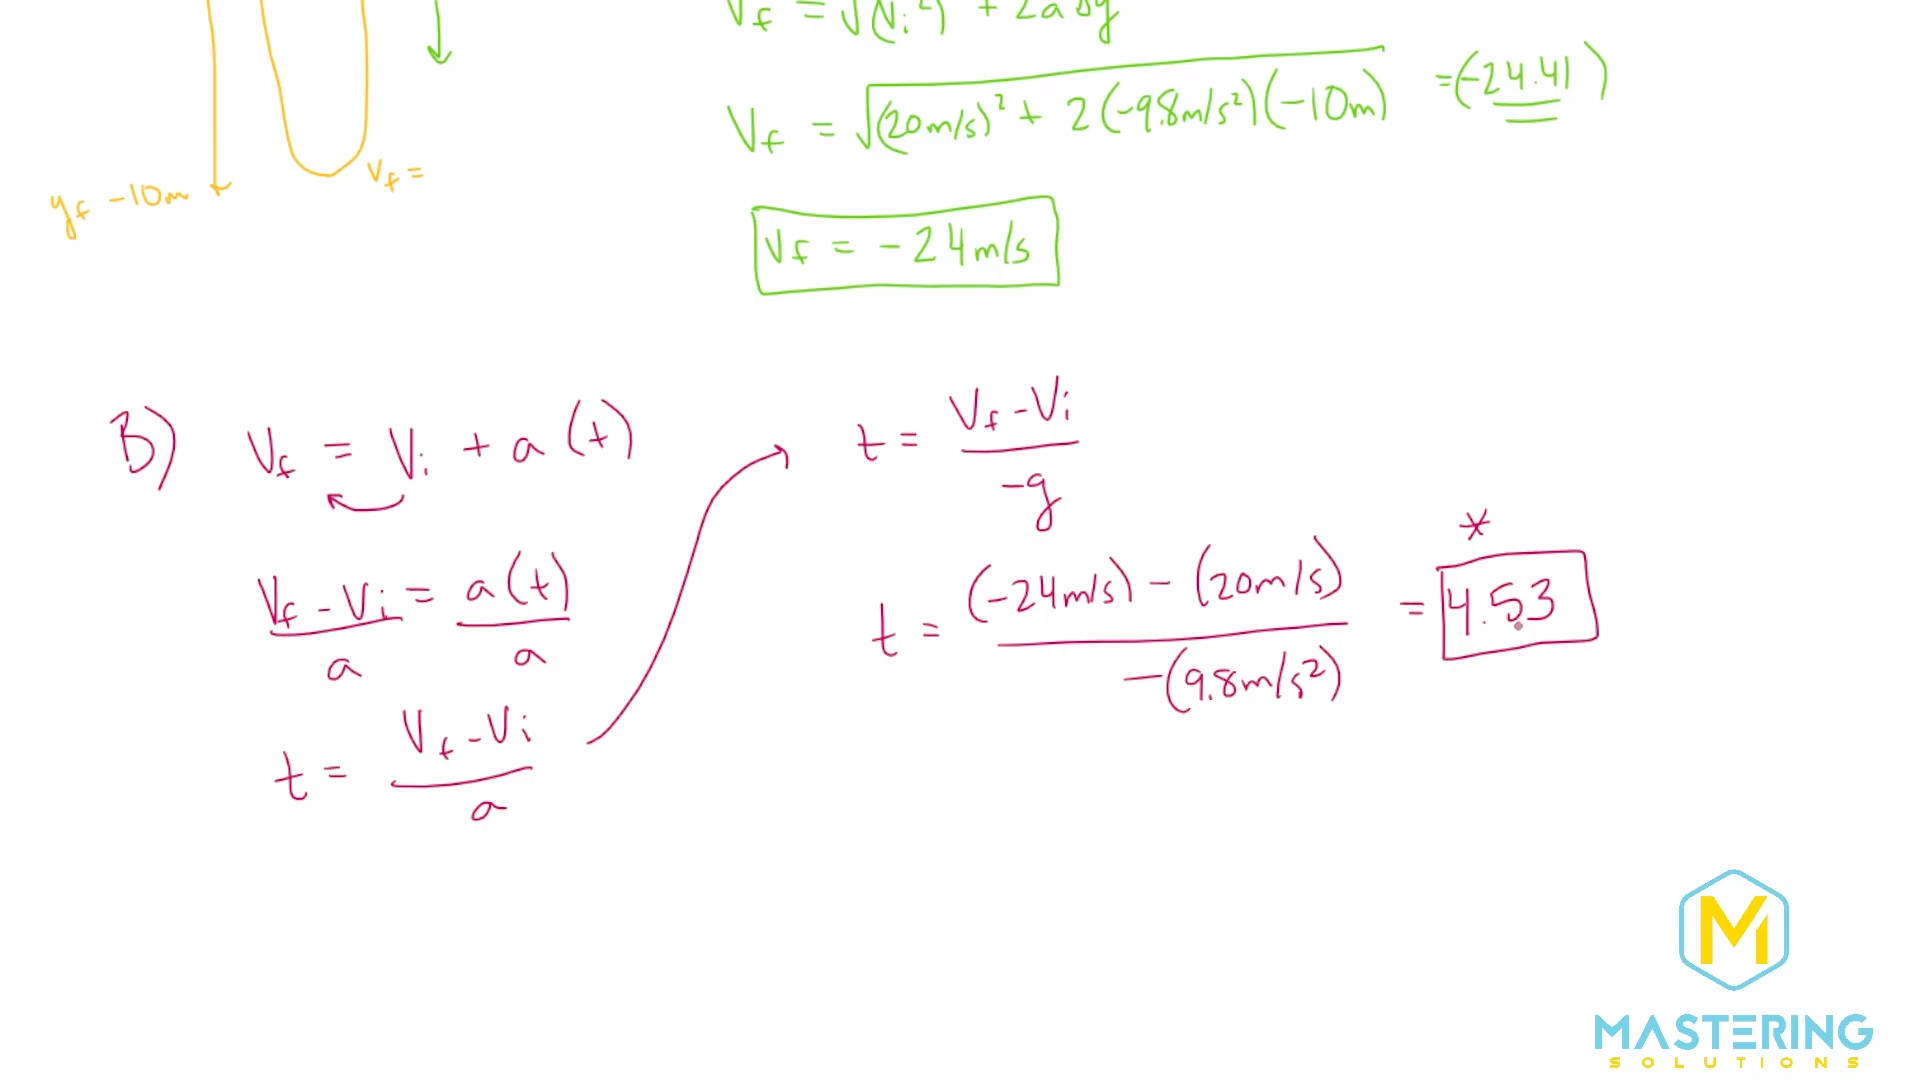 Vf = √(Vi²) + 2aΔy
Vf = √(20m/s)² + 2(-9.8m/s²)(-10m) =(-24.41)
Vf =
yf -10m
Vf = -24m/s
B) Vf = Vi + a(t)
Vf - Vi = a(t)
a a
t = Vf - Vi
a
t = Vf - Vi
-g
*
t = (-24m/s) - (20m/s) = 4.53
-(9.8m/s²)
M
MASTERING
SOLUTIONS